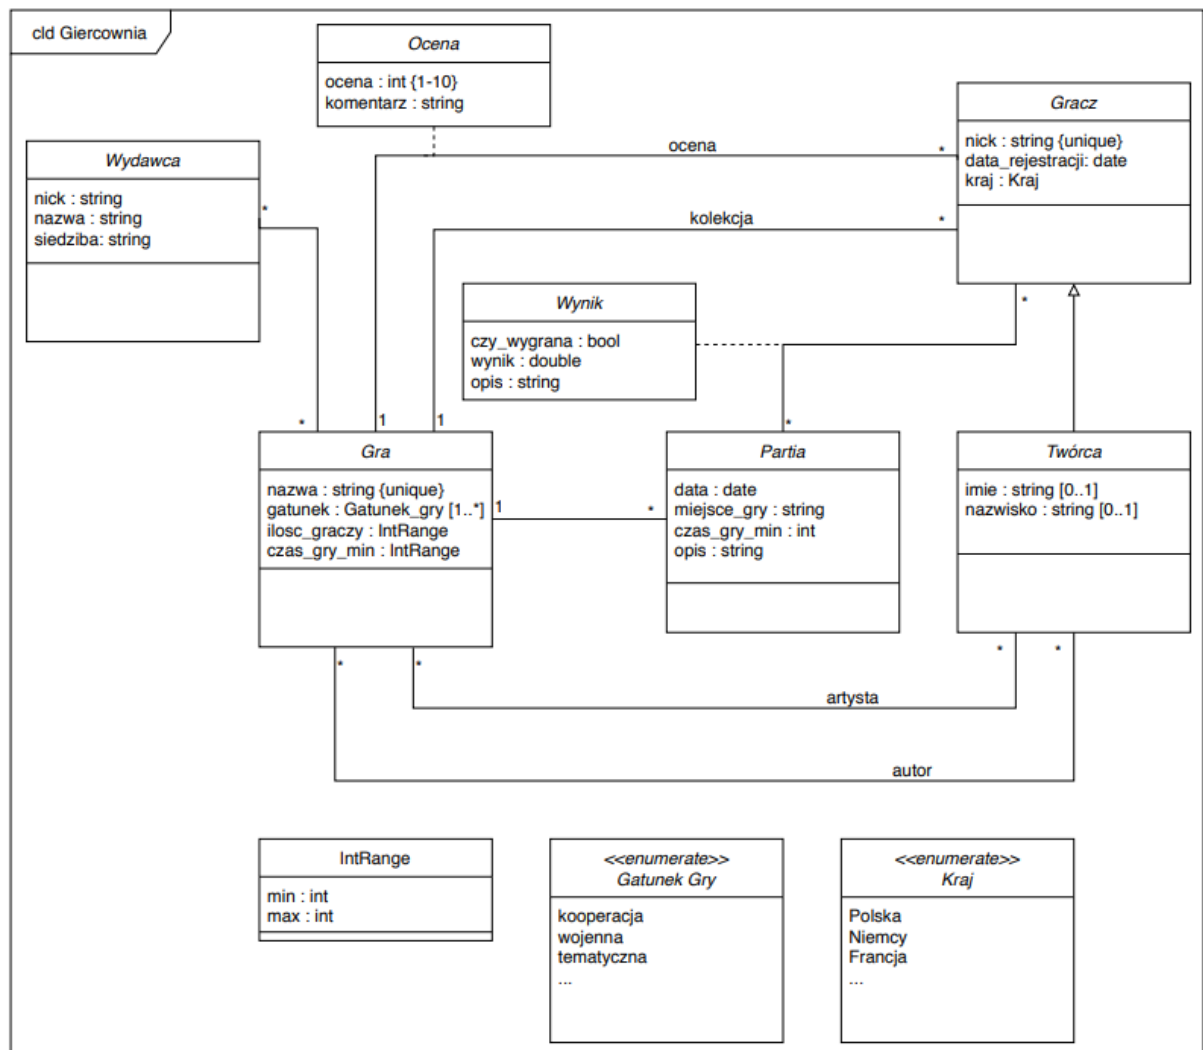 cld Giercownia
Ocena
ocena : int {1-10}
komentarz : string
Gracz
nick : string {unique}
data_rejestracji: date
kraj : Kraj
Wydawca
nick : string
nazwa : string
siedziba: string
ocena
*
*
kolekcja
*
Wynik
czy_wygrana : bool
wynik : double
opis : string
*
*
1
1
*
Gra
nazwa : string {unique}
gatunek : Gatunek_gry [1..*]
ilosc_graczy : IntRange
czas_gry_min : IntRange
1
*
Partia
data : date
miejsce_gry : string
czas_gry_min : int
opis : string
Twórca
imie : string [0..1]
nazwisko : string [0..1]
*
*
*
*
artysta
autor
IntRange
min : int
max : int
<<enumerate>>
Gatunek Gry
kooperacja
wojenna
tematyczna
...
<<enumerate>>
Kraj
Polska
Niemcy
Francja
...